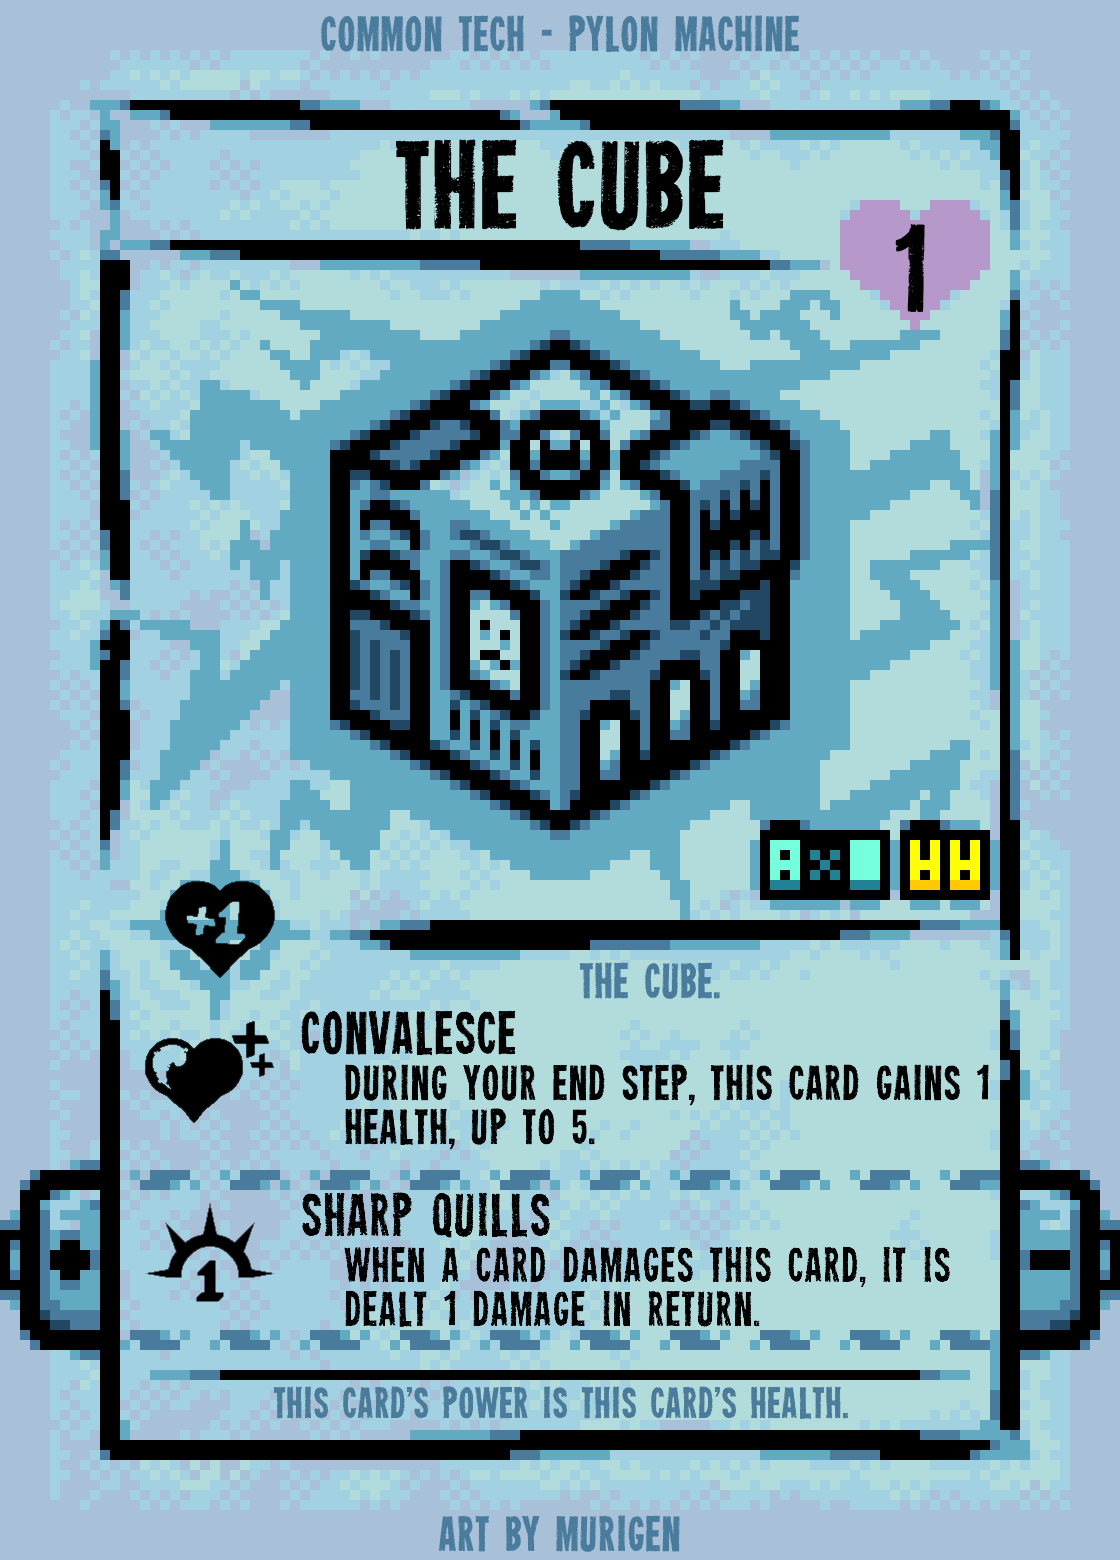 COMMON TECH - PYLON MACHINE
THE CUBE
1
+1
THE CUBE.
CONVALESCE
DURING YOUR END STEP, THIS CARD GAINS 1
HEALTH, UP TO 5.
SHARP QUILLS
1
WHEN A CARD DAMAGES THIS CARD, IT IS
DEALT 1 DAMAGE IN RETURN.
THIS CARD'S POWER IS THIS CARD'S HEALTH.
ART BY MURIGEN